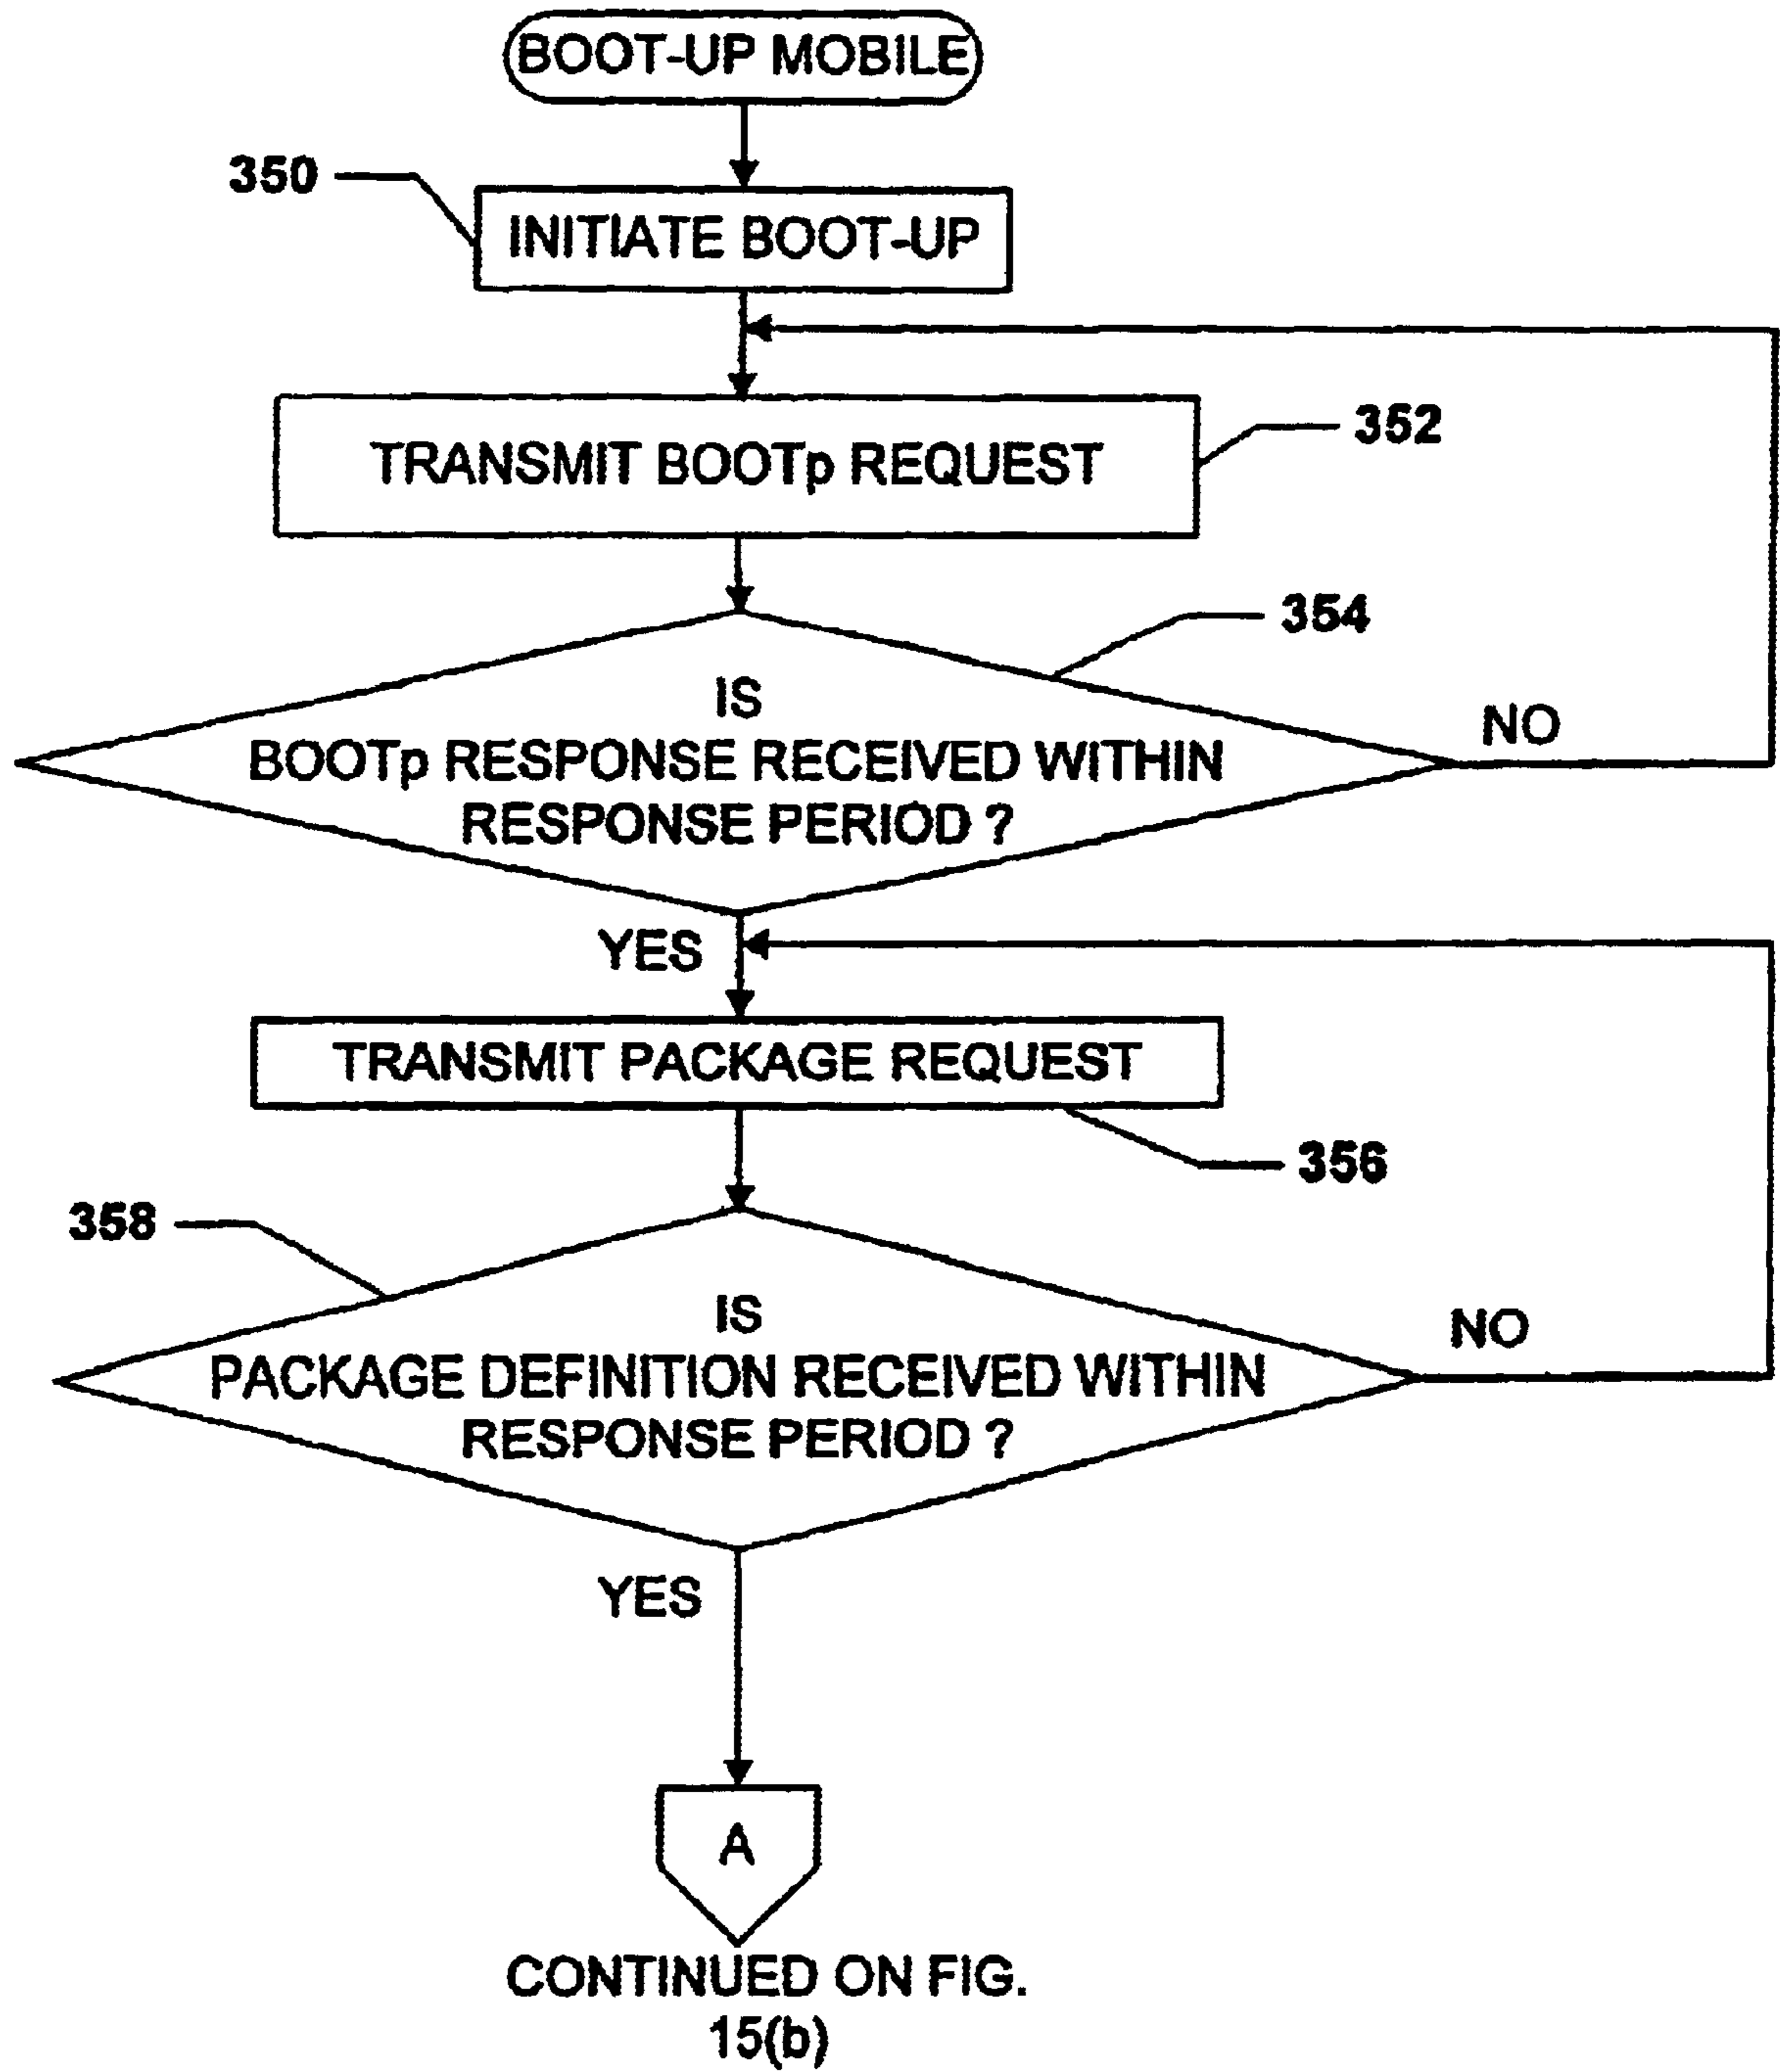 BOOT-UP MOBILE
350
INITIATE BOOT-UP
TRANSMIT BOOTp REQUEST
352
354
IS
BOOTp RESPONSE RECEIVED WITHIN
RESPONSE PERIOD ?
NO
YES
TRANSMIT PACKAGE REQUEST
356
358
IS
PACKAGE DEFINITION RECEIVED WITHIN
RESPONSE PERIOD ?
NO
YES
A
CONTINUED ON FIG.
15(b)